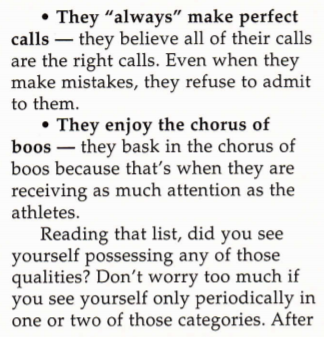 • They “always” make perfect
calls — they believe all of their calls
are the right calls. Even when they
make mistakes, they refuse to admit
to them.
• They enjoy the chorus of
boos — they bask in the chorus of
boos because that’s when they are
receiving as much attention as the
athletes.
Reading that list, did you see
yourself possessing any of those
qualities? Don’t worry too much if
you see yourself only periodically in
one or two of those categories. After